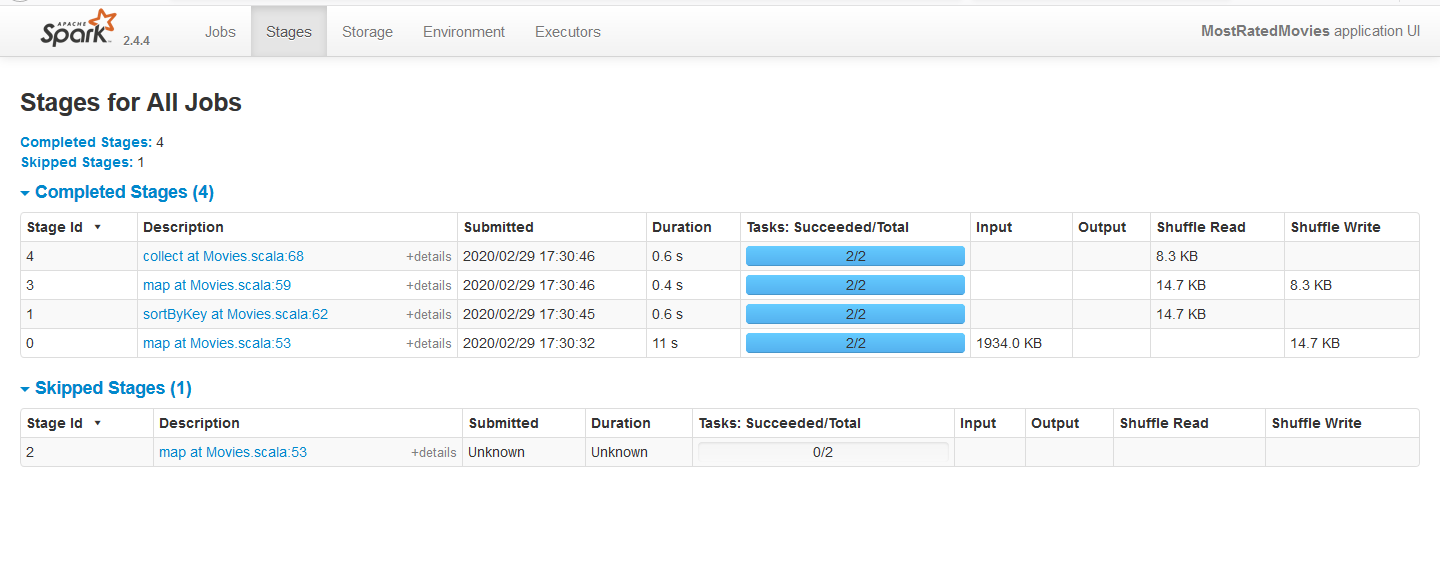 APACHE Spark 2.4.4 Jobs Stages Storage Environment Executors MostRatedMovies application UI
Stages for All Jobs
Completed Stages: 4
Skipped Stages: 1
Completed Stages (4)
Stage Id ▾ Description Submitted Duration Tasks: Succeeded/Total Input Output Shuffle Read Shuffle Write
4 collect at Movies.scala:68 +details 2020/02/29 17:30:46 0.6 s 2/2 8.3 KB
3 map at Movies.scala:59 +details 2020/02/29 17:30:46 0.4 s 2/2 14.7 KB 8.3 KB
1 sortByKey at Movies.scala:62 +details 2020/02/29 17:30:45 0.6 s 2/2 14.7 KB
0 map at Movies.scala:53 +details 2020/02/29 17:30:32 11 s 2/2 1934.0 KB 14.7 KB
Skipped Stages (1)
Stage Id ▾ Description Submitted Duration Tasks: Succeeded/Total Input Output Shuffle Read Shuffle Write
2 map at Movies.scala:53 +details Unknown Unknown 0/2